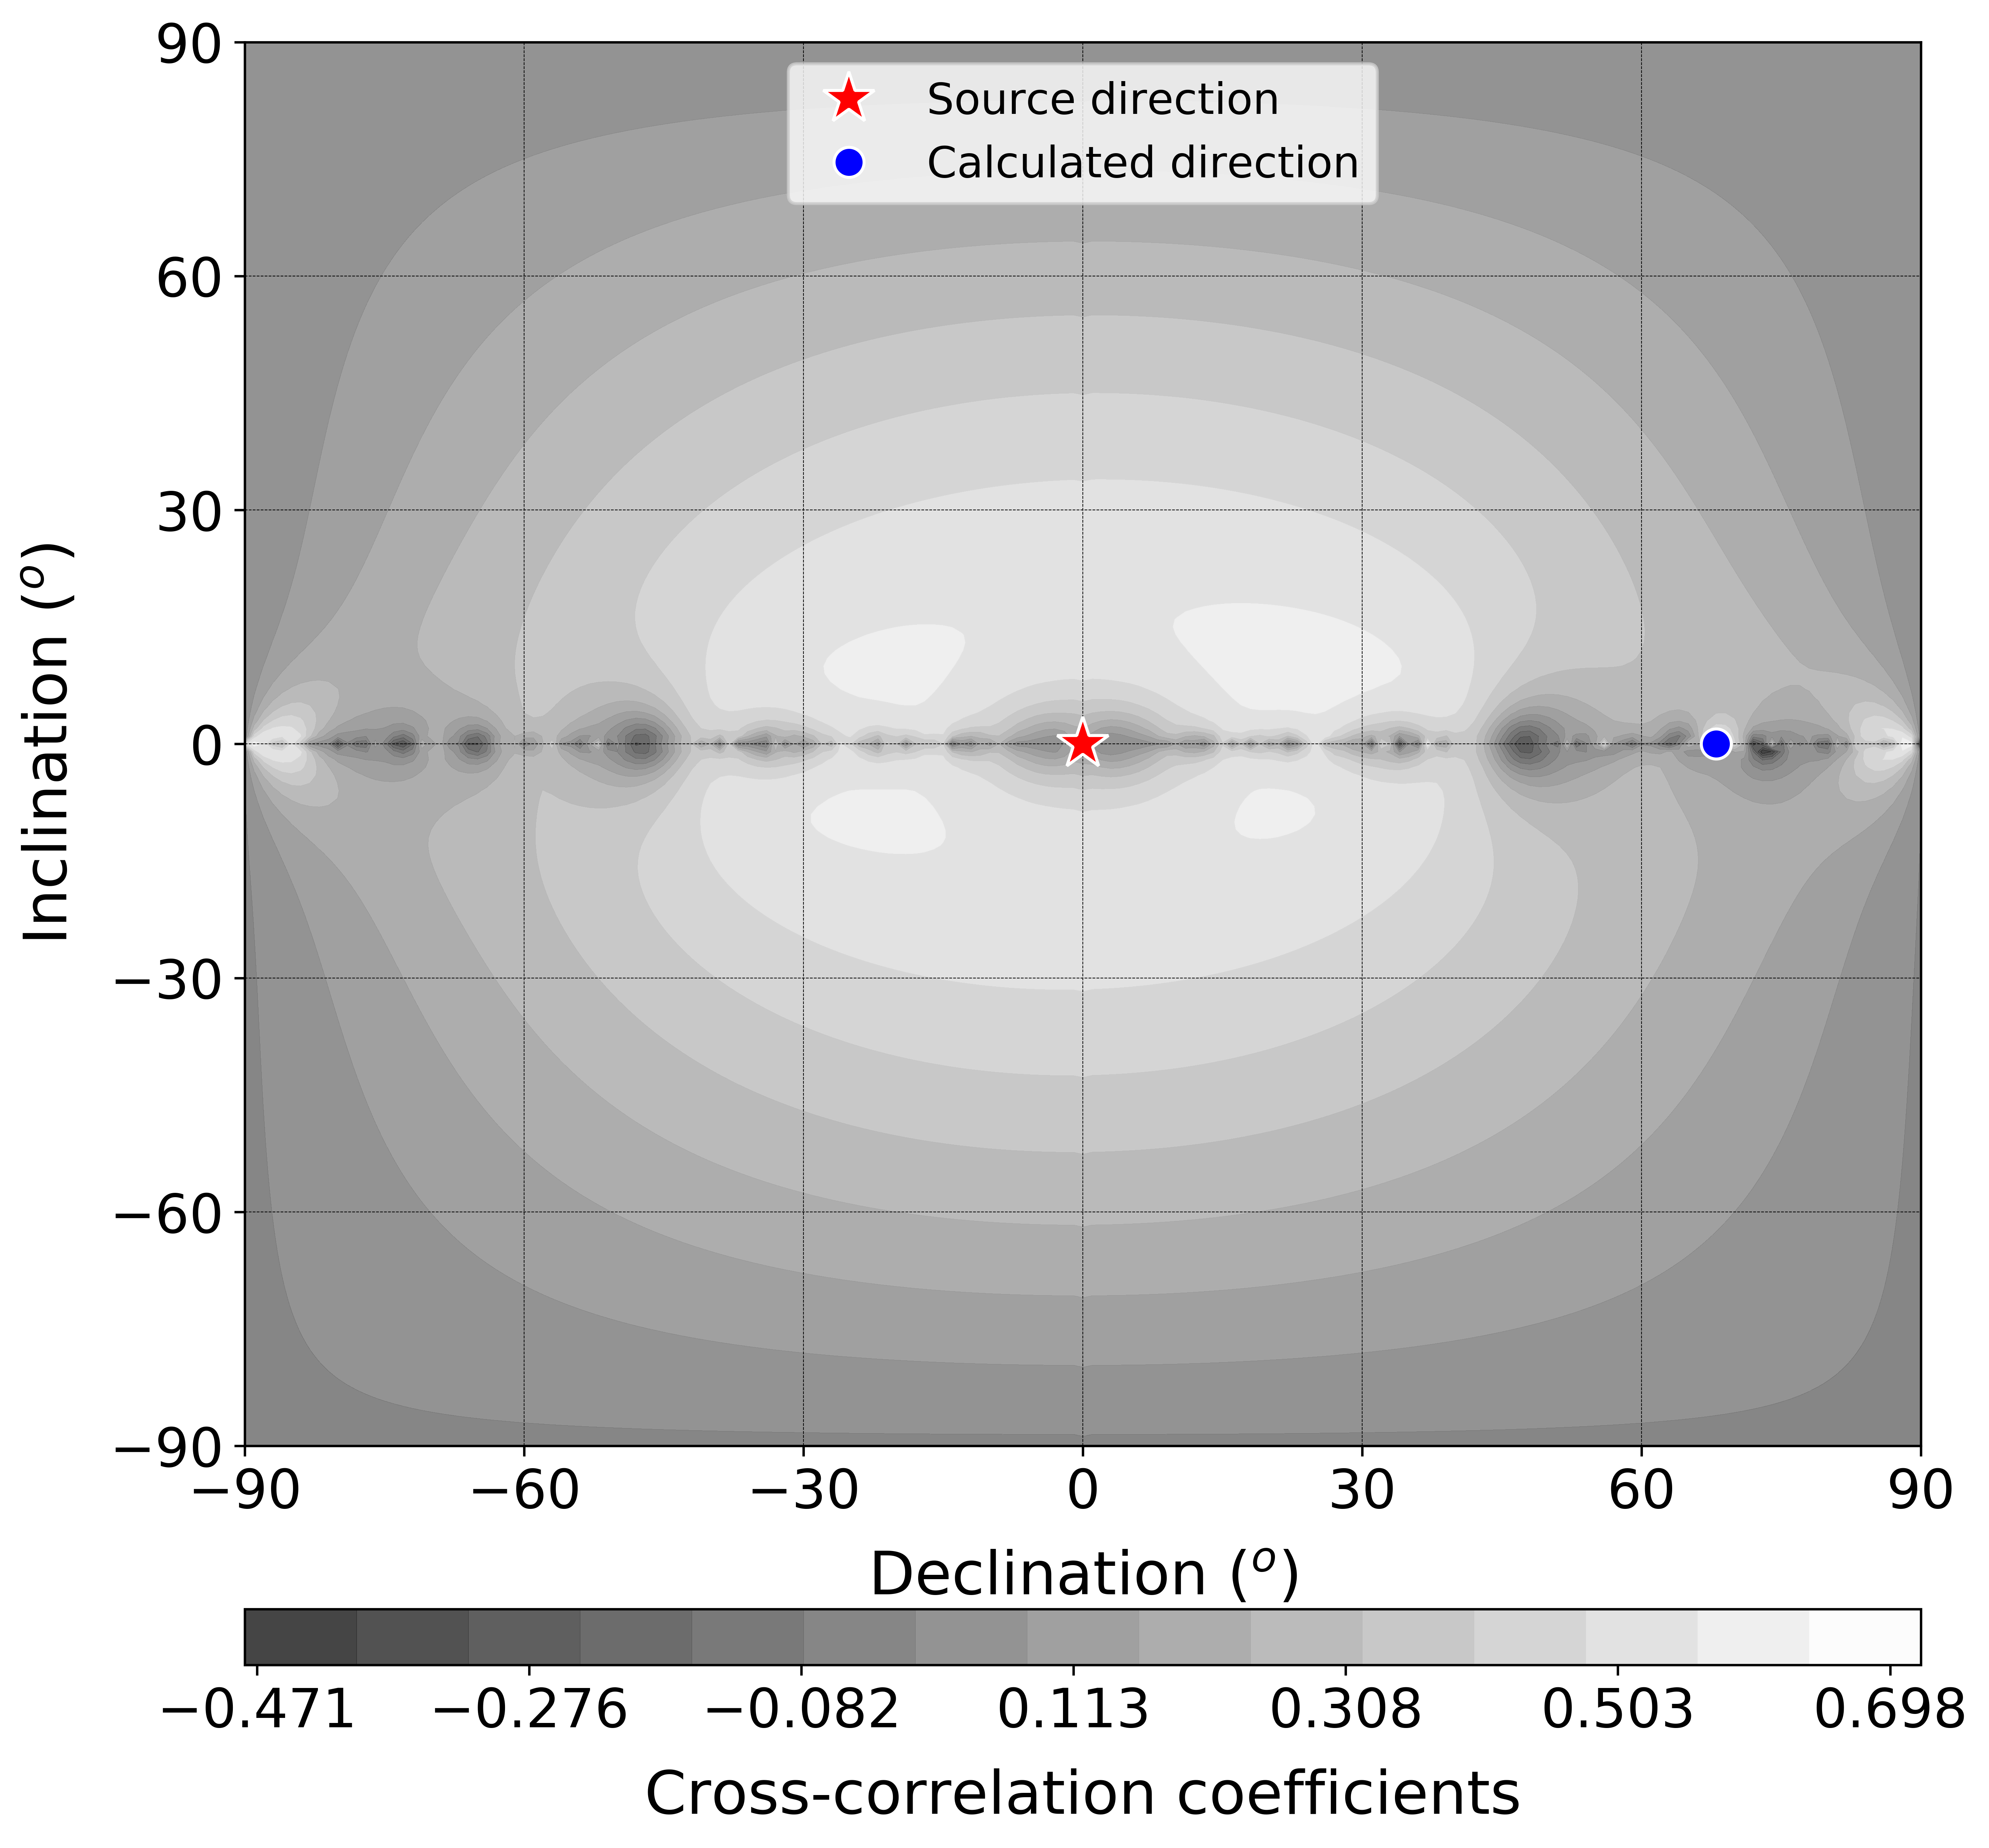 Source direction
Calculated direction
90
60
30
0
−30
−60
−90
Inclination (°)
−90 −60 −30 0 30 60 90
Declination (°)
−0.471 −0.276 −0.082 0.113 0.308 0.503 0.698
Cross-correlation coefficients